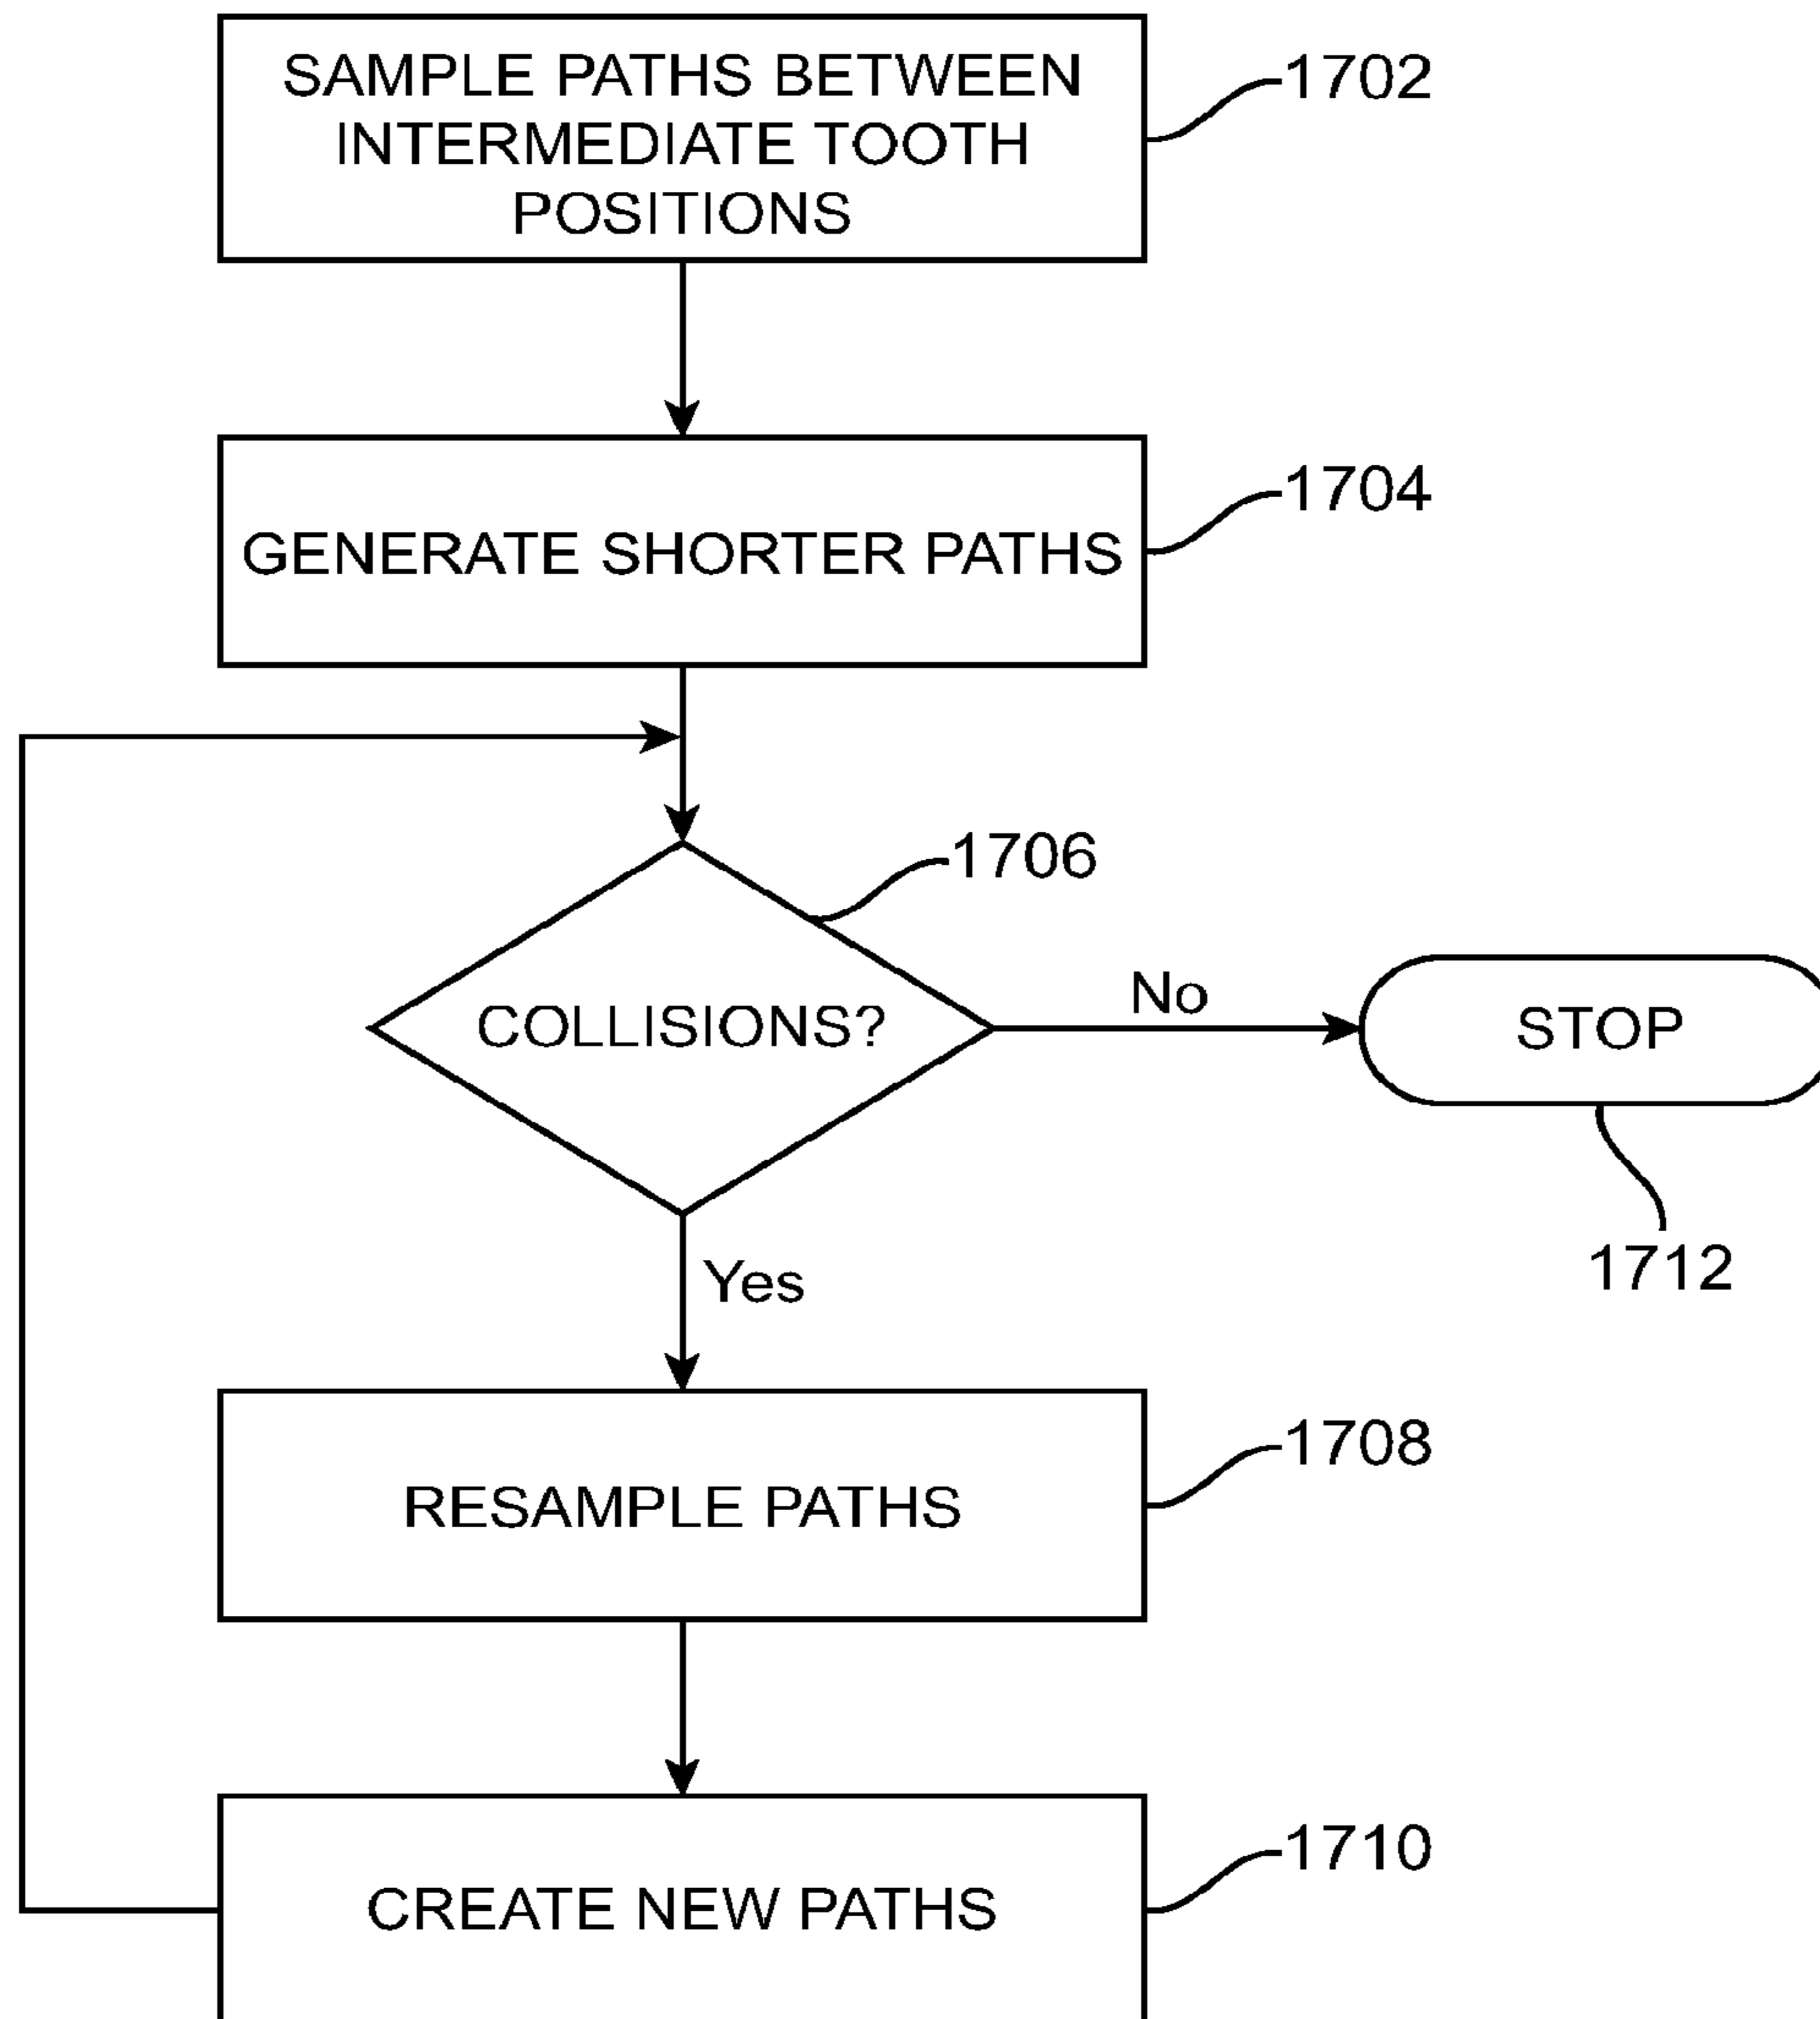 SAMPLE PATHS BETWEEN
INTERMEDIATE TOOTH
POSITIONS
1702
GENERATE SHORTER PATHS
1704
COLLISIONS?
1706
No
STOP
1712
Yes
RESAMPLE PATHS
1708
CREATE NEW PATHS
1710